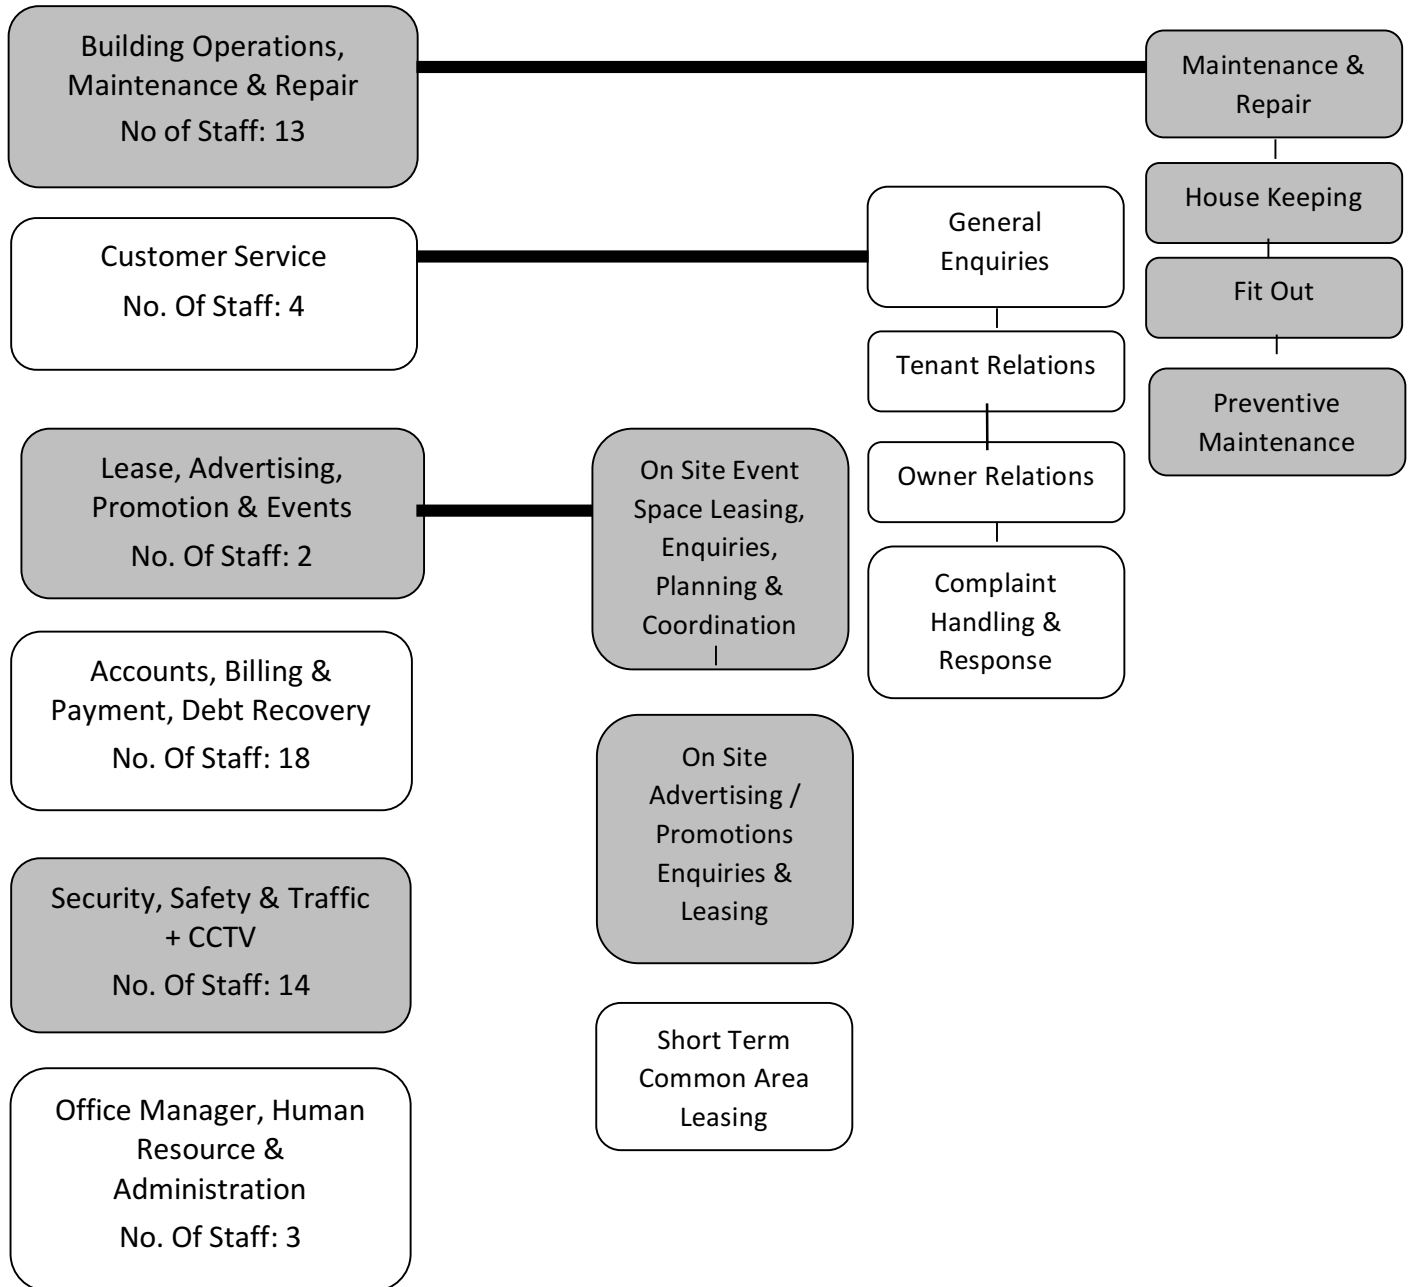 Building Operations,
Maintenance & Repair
No of Staff: 13
Maintenance &
Repair
House Keeping
Fit Out
Preventive
Maintenance
Customer Service
No. Of Staff: 4
General
Enquiries
Tenant Relations
Owner Relations
Complaint
Handling &
Response
Lease, Advertising,
Promotion & Events
No. Of Staff: 2
On Site Event
Space Leasing,
Enquiries,
Planning &
Coordination
On Site
Advertising /
Promotions
Enquiries &
Leasing
Short Term
Common Area
Leasing
Accounts, Billing &
Payment, Debt Recovery
No. Of Staff: 18
Security, Safety & Traffic
+ CCTV
No. Of Staff: 14
Office Manager, Human
Resource &
Administration
No. Of Staff: 3